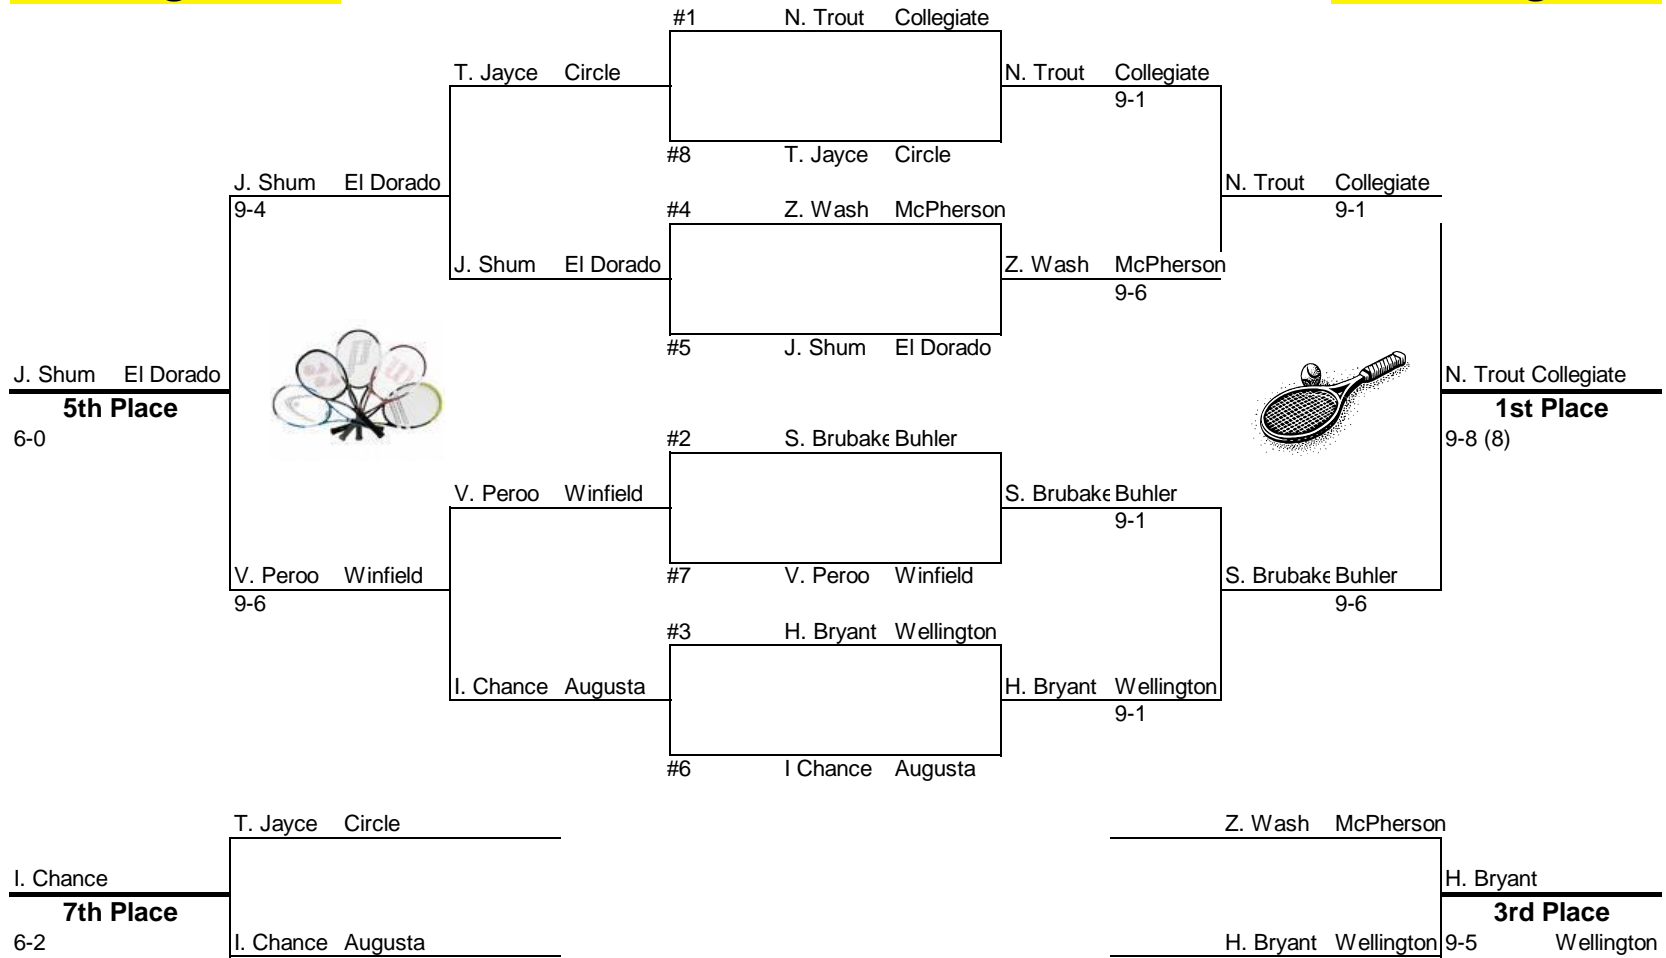 #1 N. Trout Collegiate
T. Jayce Circle N. Trout Collegiate
9-1
#8 T. Jayce Circle
J. Shum El Dorado N. Trout Collegiate
9-4 #4 Z. Wash McPherson 9-1
J. Shum El Dorado Z. Wash McPherson
9-6
#5 J. Shum El Dorado
J. Shum El Dorado N. Trout Collegiate
5th Place 1st Place
6-0 #2 S. Brubake Buhler 9-8 (8)
V. Peroo Winfield S. Brubake Buhler
9-1
V. Peroo Winfield #7 V. Peroo Winfield S. Brubake Buhler
9-6 9-6
#3 H. Bryant Wellington
I. Chance Augusta H. Bryant Wellington
9-1
#6 I Chance Augusta
T. Jayce Circle Z. Wash McPherson
I. Chance H. Bryant
7th Place 3rd Place
6-2 I. Chance Augusta H. Bryant Wellington 9-5 Wellington